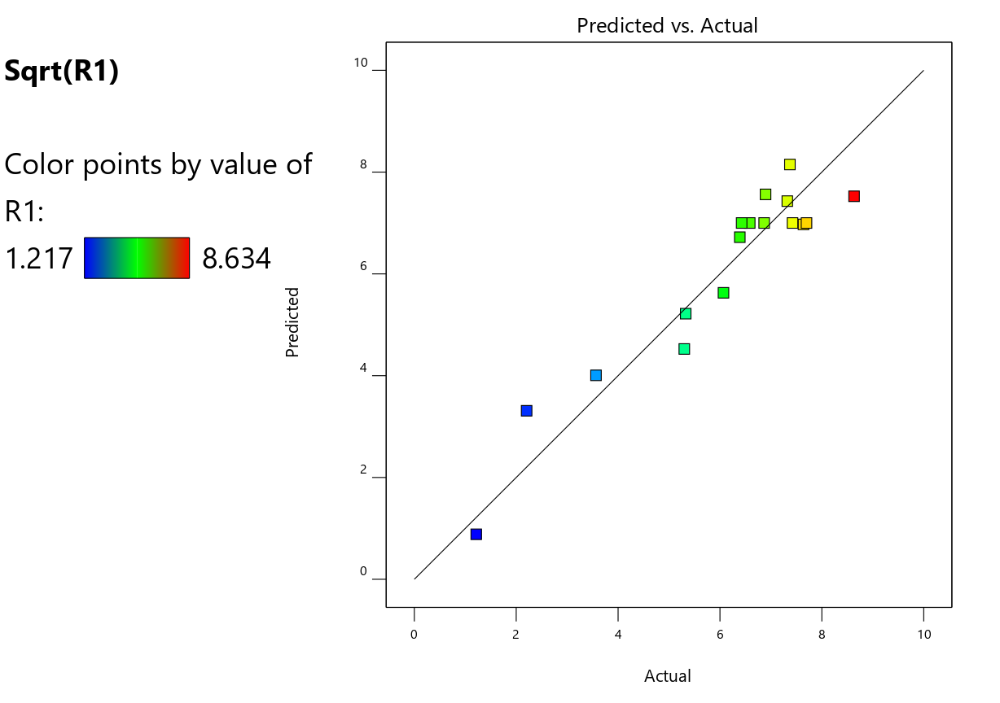 Predicted vs. Actual
Sqrt(R1)
Color points by value of
R1:
1.217 8.634
Predicted
10
8
6
4
2
0
0 2 4 6 8 10
Actual